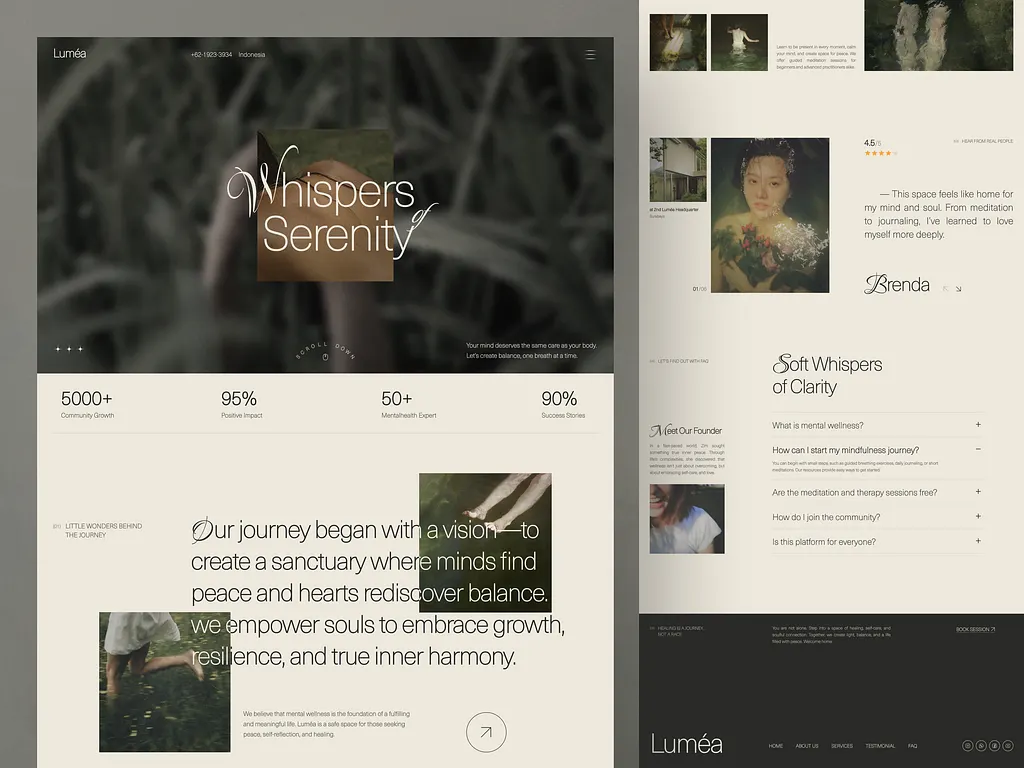 Luméa
+62-1923-3934 Indonesia
Whispers
of
Serenity
SCROLL DOWN
Your mind deserves the same care as your body.
Let's create balance, one breath at a time.
5000+
Community Growth
95%
Positive Impact
50+
Mentalhealth Expert
90%
Success Stories
LITTLE WONDERS BEHIND
THE JOURNEY
Our journey began with a vision—to
create a sanctuary where minds find
peace and hearts rediscover balance.
we empower souls to embrace growth,
resilience, and true inner harmony.
We believe that mental wellness is the foundation of a fulfilling
and meaningful life. Luméa is a safe space for those seeking
peace, self-reflection, and healing.
Learn to be present in every moment, calm
your mind, and create space for peace. We
offer guided meditation sessions for
beginners and advanced practitioners alike.
at 2nd Luméa Headquarter
Surabaya
01/05
4.5/5
HEAR FROM REAL PEOPLE
— This space feels like home for
my mind and soul. From meditation
to journaling, I've learned to love
myself more deeply.
Brenda
LET'S FIND OUT WITH FAQ
Soft Whispers
of Clarity
Meet Our Founder
In a fast-paced world, Ziln sought
something true: inner peace. Through
wellness isn't just about overcoming, but
about embracing self-care, and love.
What is mental wellness? +
How can I start my mindfulness journey? −
You can begin with small steps, such as guided breathing exercises, daily journaling, or short
meditations. Our resources provide easy ways to get started.
Are the meditation and therapy sessions free? +
How do I join the community? +
Is this platform for everyone? +
HEALING IS A JOURNEY,
NOT A RACE
You are not alone. Step into a space of healing, self-care, and
soulful connection. Together, we create light, balance, and a life
filled with peace. Welcome home.
BOOK SESSION
Luméa
HOME ABOUT US SERVICES TESTIMONIAL FAQ